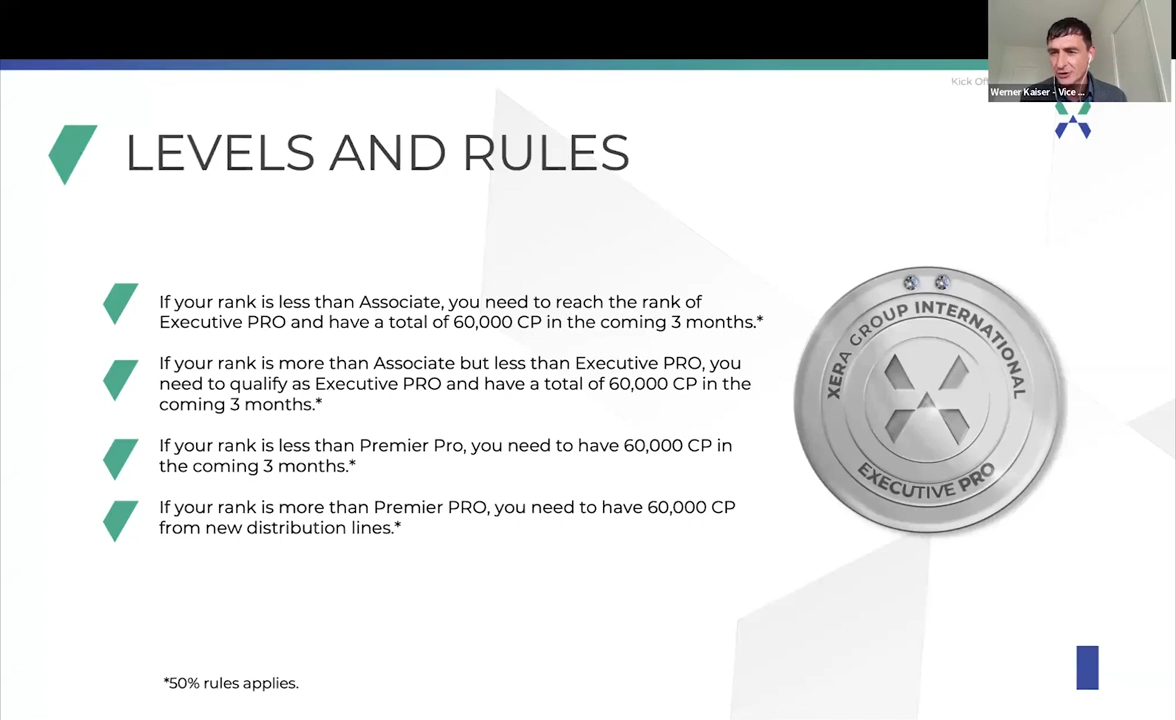 Kick Of
Werner Kaiser - Vice ...
LEVELS AND RULES
If your rank is less than Associate, you need to reach the rank of
Executive PRO and have a total of 60,000 CP in the coming 3 months.*
If your rank is more than Associate but less than Executive PRO, you
need to qualify as Executive PRO and have a total of 60,000 CP in the
coming 3 months.*
If your rank is less than Premier Pro, you need to have 60,000 CP in
the coming 3 months.*
If your rank is more than Premier PRO, you need to have 60,000 CP
from new distribution lines.*
XERA GROUP INTERNATIONAL
EXECUTIVE PRO
*50% rules applies.